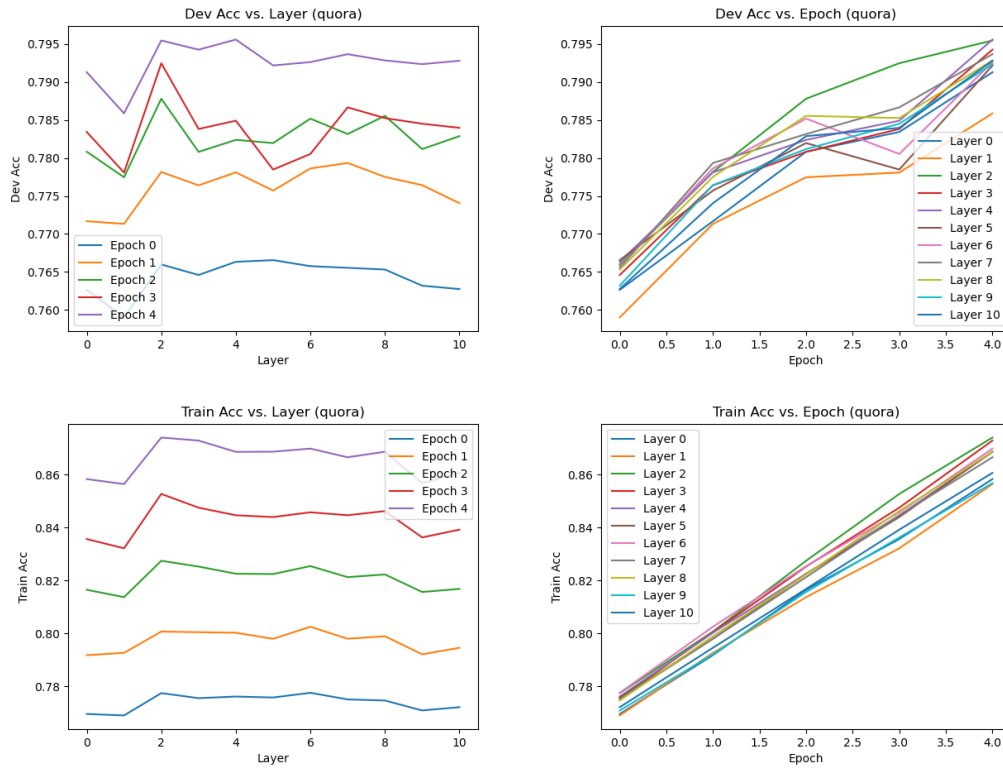 Dev Acc vs. Layer (quora)
Dev Acc
0.795
0.790
0.785
0.780
0.775
0.770
0.765
0.760
Epoch 0
Epoch 1
Epoch 2
Epoch 3
Epoch 4
0 2 4 6 8 10
Layer
Dev Acc vs. Epoch (quora)
Dev Acc
0.795
0.790
0.785
0.780
0.775
0.770
0.765
0.760
Layer 0
Layer 1
Layer 2
Layer 3
Layer 4
Layer 5
Layer 6
Layer 7
Layer 8
Layer 9
Layer 10
0.0 0.5 1.0 1.5 2.0 2.5 3.0 3.5 4.0
Epoch
Train Acc vs. Layer (quora)
Train Acc
0.86
0.84
0.82
0.80
0.78
Epoch 0
Epoch 1
Epoch 2
Epoch 3
Epoch 4
0 2 4 6 8 10
Layer
Train Acc vs. Epoch (quora)
Train Acc
0.86
0.84
0.82
0.80
0.78
Layer 0
Layer 1
Layer 2
Layer 3
Layer 4
Layer 5
Layer 6
Layer 7
Layer 8
Layer 9
Layer 10
0.0 0.5 1.0 1.5 2.0 2.5 3.0 3.5 4.0
Epoch